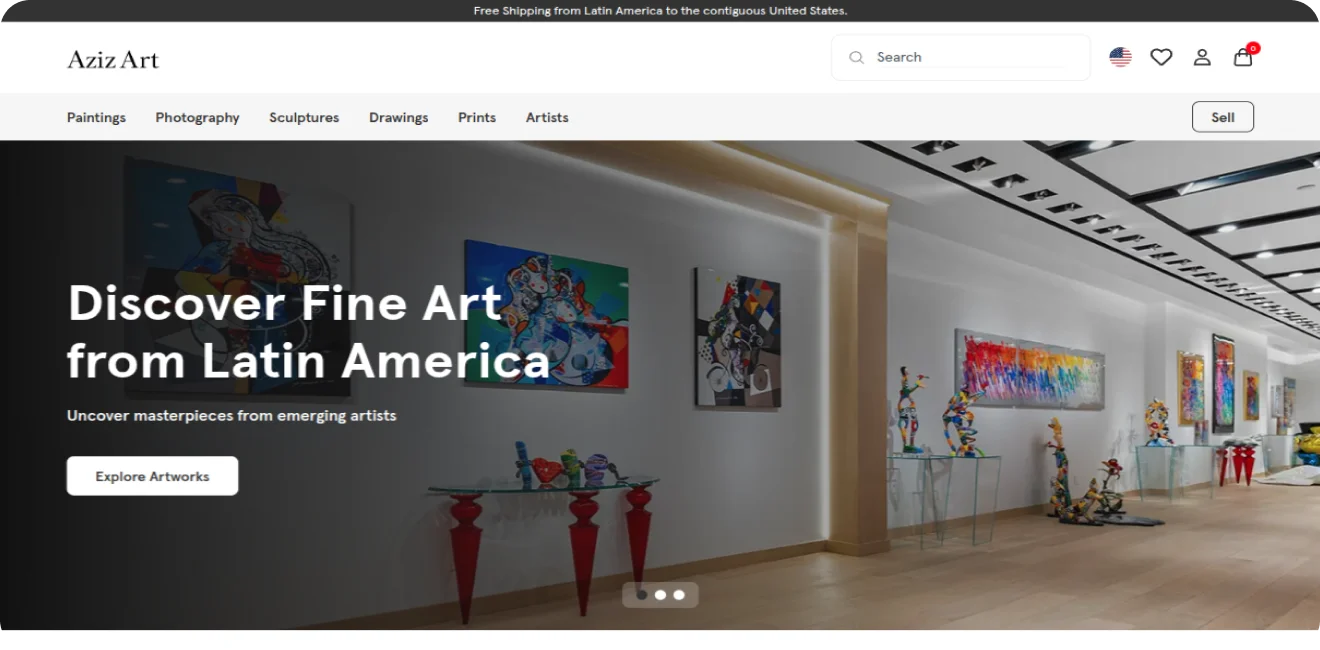 Free Shipping from Latin America to the contiguous United States.
Aziz Art
Search
0
Paintings Photography Sculptures Drawings Prints Artists Sell
Discover Fine Art
from Latin America
Uncover masterpieces from emerging artists
Explore Artworks